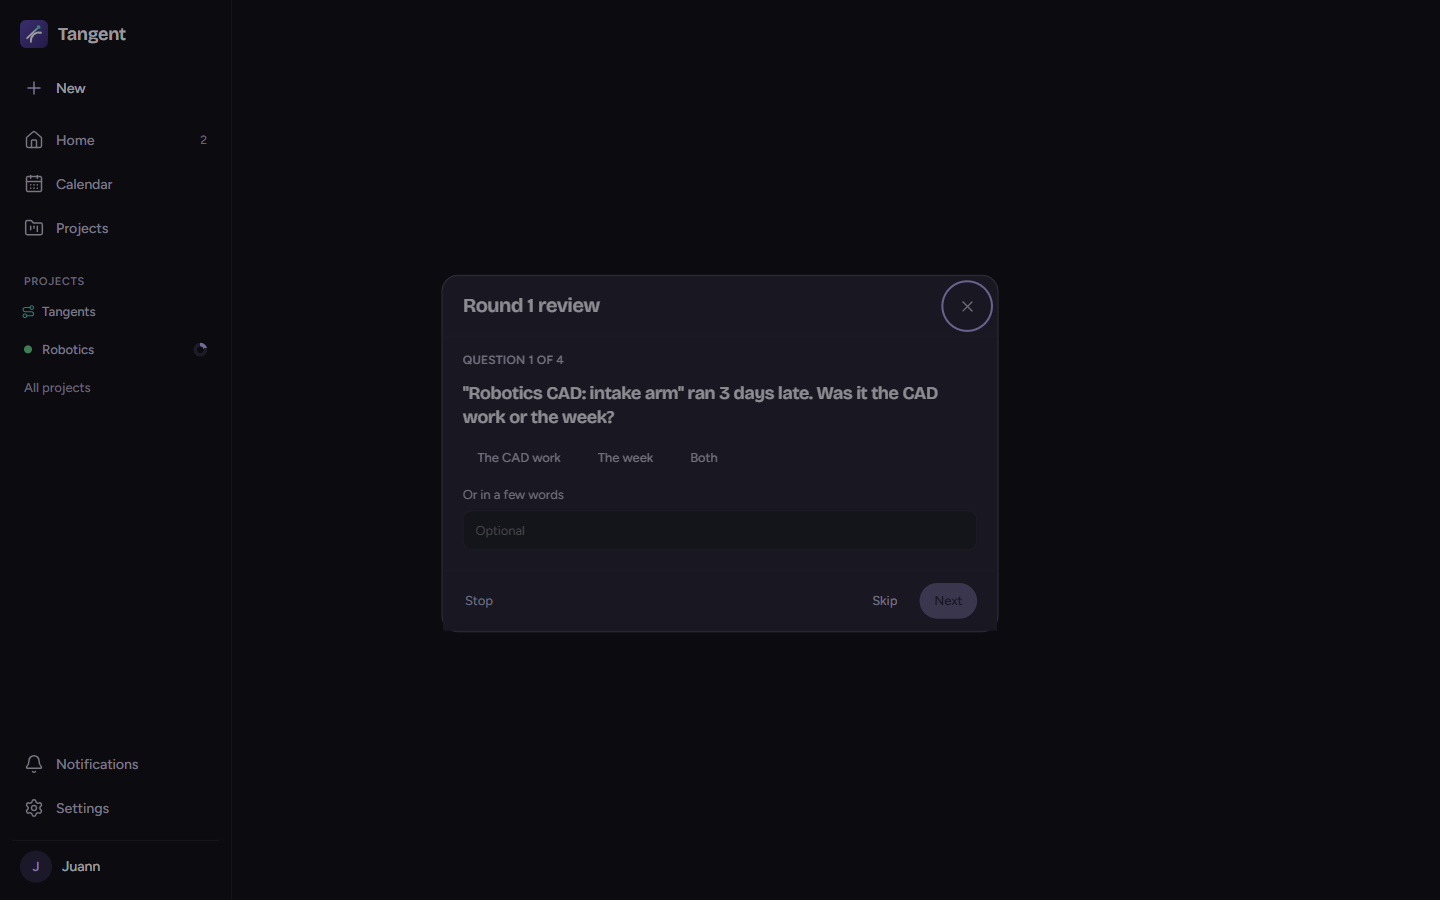 Tangent
New
Home 2
Calendar
Projects
PROJECTS
Tangents
Robotics
All projects
Round 1 review
QUESTION 1 OF 4
"Robotics CAD: intake arm" ran 3 days late. Was it the CAD
work or the week?
The CAD work The week Both
Or in a few words
Optional
Stop Skip Next
Notifications
Settings
J Juann